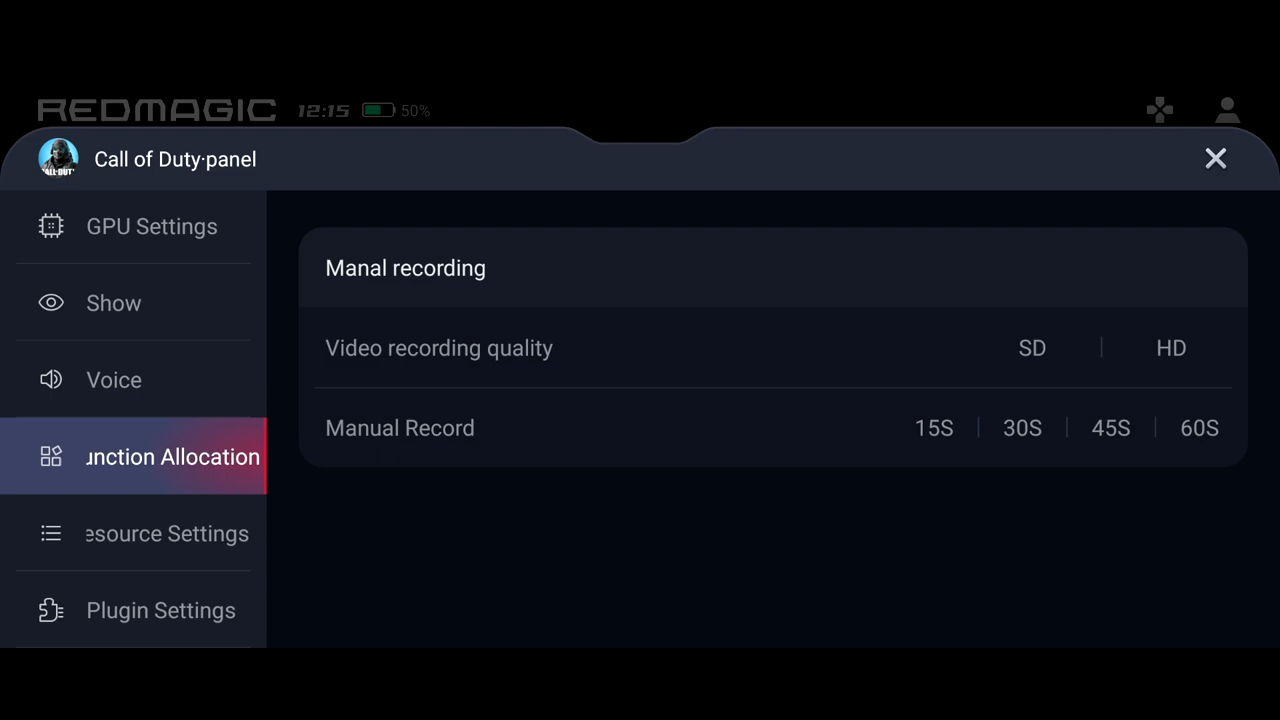 REDMAGIC 12:15 50%
Call of Duty·panel
GPU Settings
Show
Voice
unction Allocation
esource Settings
Plugin Settings
Manal recording
Video recording quality SD HD
Manual Record 15S 30S 45S 60S